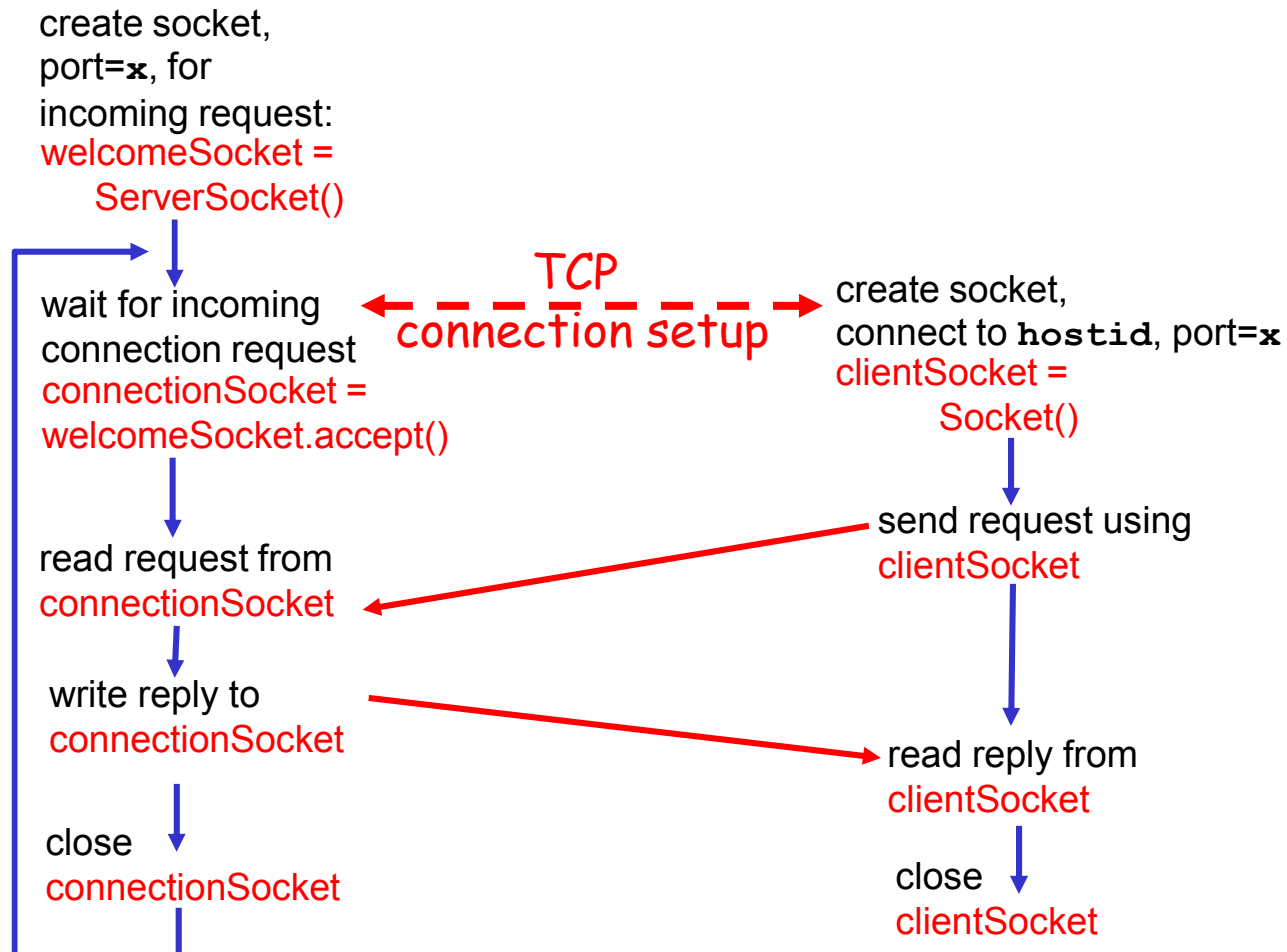 create socket,
port=x, for
incoming request:
welcomeSocket =
ServerSocket()
wait for incoming
connection request
connectionSocket =
welcomeSocket.accept()
read request from
connectionSocket
write reply to
connectionSocket
close
connectionSocket
TCP
connection setup
create socket,
connect to hostid, port=x
clientSocket =
Socket()
send request using
clientSocket
read reply from
clientSocket
close
clientSocket